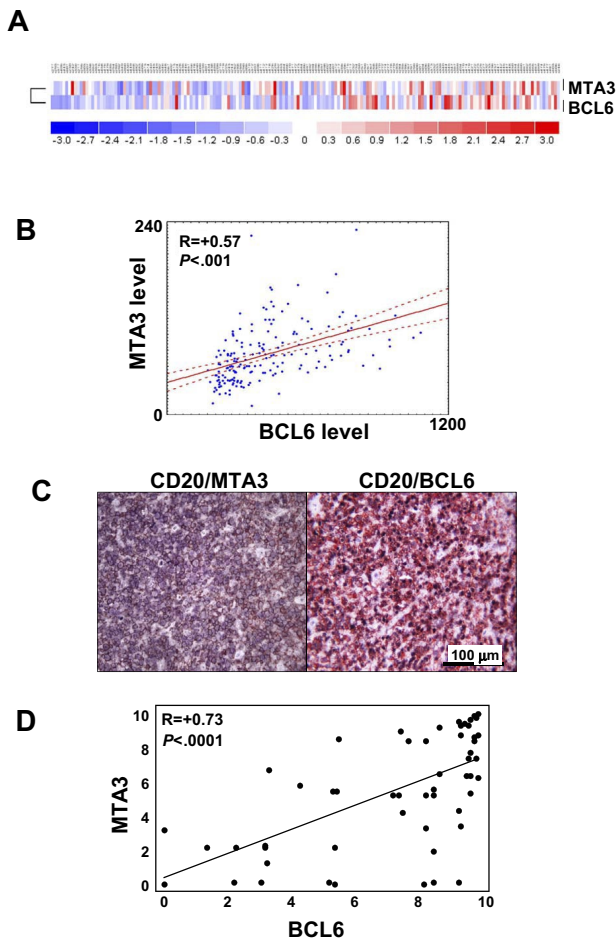 A
MTA3
BCL6
-3.0 -2.7 -2.4 -2.1 -1.8 -1.5 -1.2 -0.9 -0.6 -0.3 0 0.3 0.6 0.9 1.2 1.5 1.8 2.1 2.4 2.7 3.0
B
240
R=+0.57
P<.001
MTA3 level
0
BCL6 level
1200
C
CD20/MTA3
CD20/BCL6
100 µm
D
R=+0.73
P<.0001
MTA3
10
8
6
4
2
0
0 2 4 6 8 10
BCL6